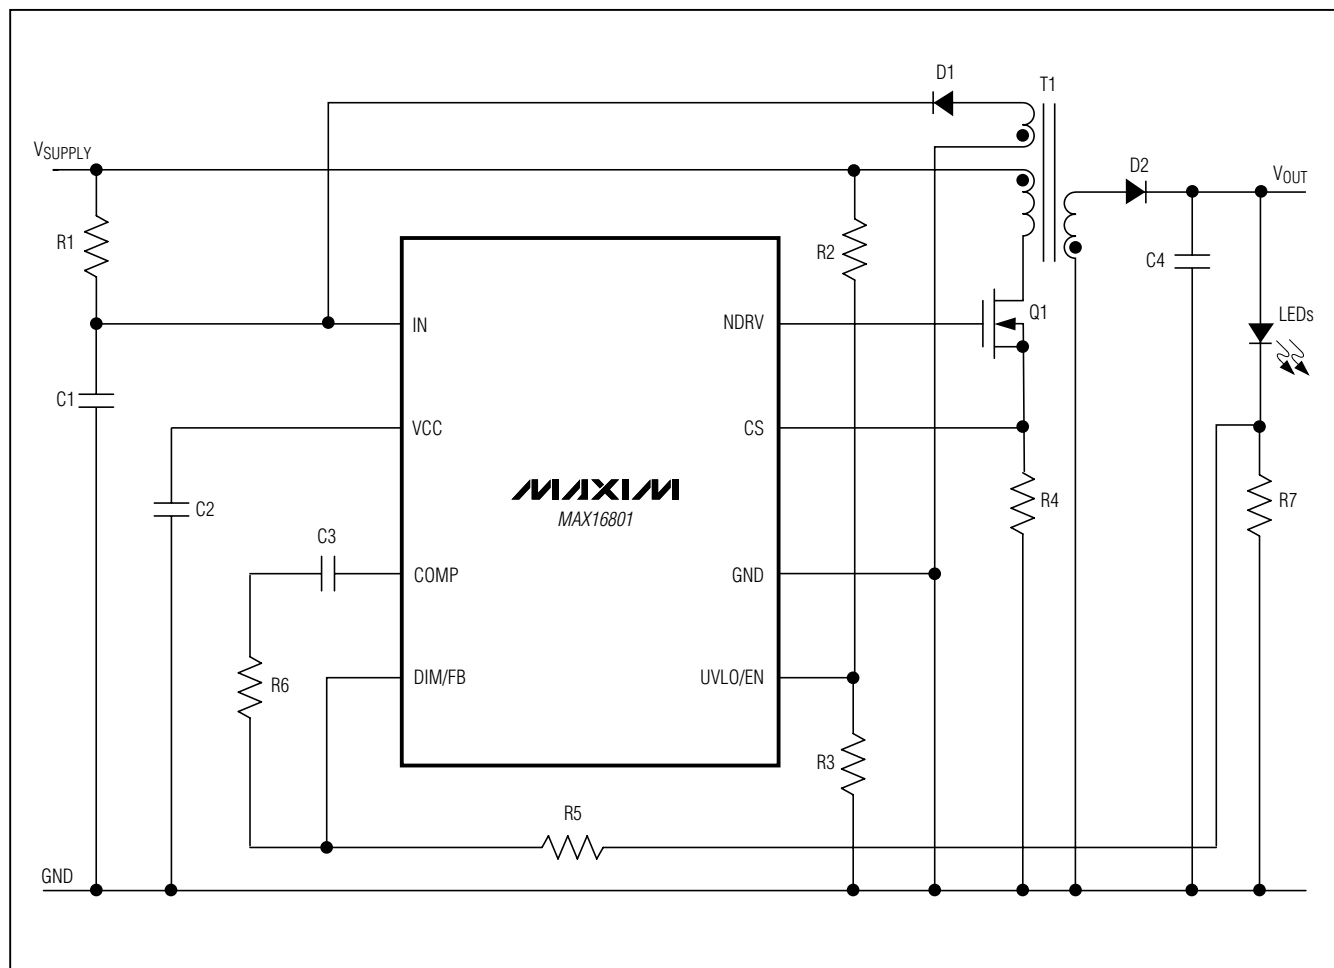 D1
T1
VSUPPLY
D2
VOUT
R1
R2
C4
IN
NDRV
Q1
LEDs
C1
VCC
CS
MAXIM
MAX16801
R4
R7
C2
C3
COMP
GND
R6
DIM/FB
UVLO/EN
R3
R5
GND